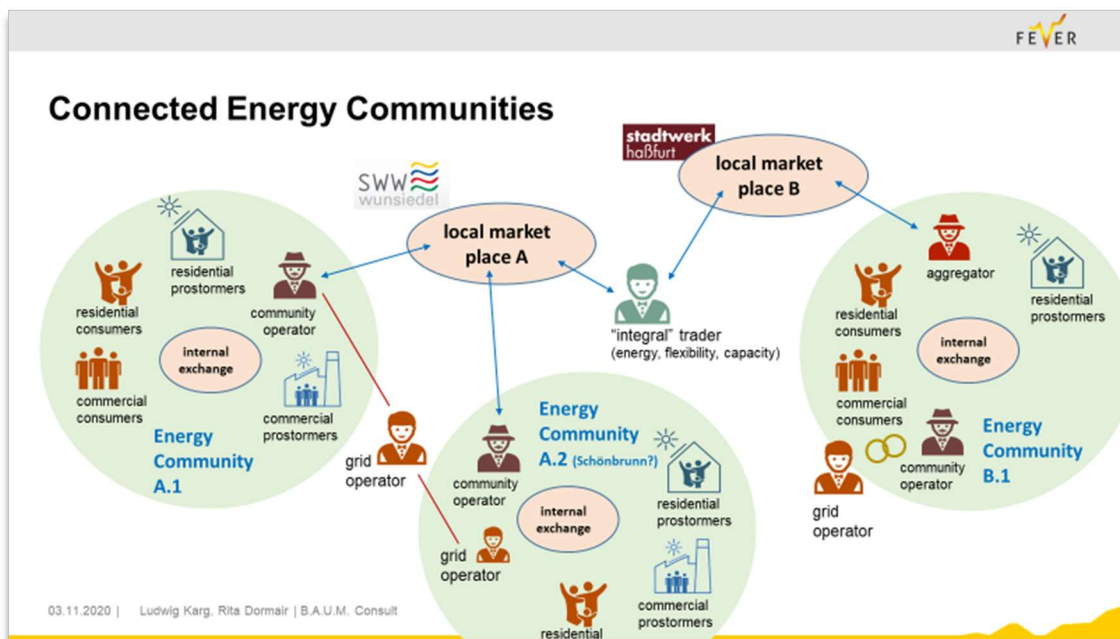 FEVER
Connected Energy Communities
stadtwerk
haßfurt
local market
place B
SWW
wunsiedel
local market
place A
residential
prostormers
residential
consumers
community
operator
internal
exchange
commercial
consumers
commercial
prostormers
Energy
Community
A.1
"integral" trader
(energy, flexibility, capacity)
aggregator
residential
prostormers
residential
consumers
internal
exchange
commercial
consumers
Energy
Community
B.1
community
operator
grid
operator
grid
operator
Energy
Community
A.2 (Schönbrunn?)
community
operator
residential
prostormers
internal
exchange
grid
operator
commercial
prostormers
residential
03.11.2020 | Ludwig Karg, Rita Dormair | B.A.U.M. Consult